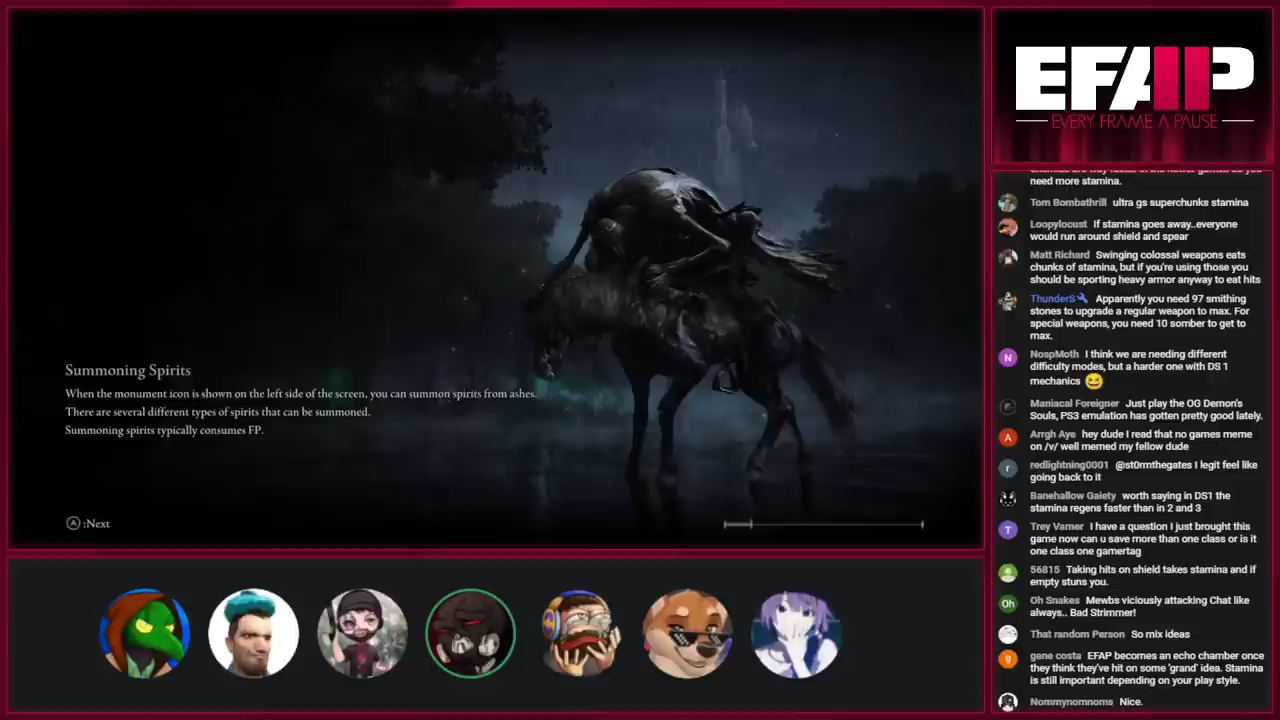 Summoning Spirits
When the monument icon is shown on the left side of the screen, you can summon spirits from ashes.
There are several different types of spirits that can be summoned.
Summoning spirits typically consumes FP.
A :Next
EFAP
EVERY FRAME A PAUSE
need more stamina.
Tom Bombathrill ultra gs superchunks stamina
Loopylocust If stamina goes away..everyone
would run around shield and spear
Matt Richard Swinging colossal weapons eats
chunks of stamina, but if you're using those you
should be sporting heavy armor anyway to eat hits
ThunderS Apparently you need 97 smithing
stones to upgrade a regular weapon to max. For
special weapons, you need 10 somber to get to
max.
N
NospMoth I think we are needing different
difficulty modes, but a harder one with DS 1
mechanics
Maniacal Foreigner Just play the OG Demon's
Souls, PS3 emulation has gotten pretty good lately.
A
Arrgh Aye hey dude I read that no games meme
on /v/ well memed my fellow dude
r
redlightning0001 @st0rmthegates I legit feel like
going back to it
Banehallow Gaiety worth saying in DS1 the
stamina regens faster than in 2 and 3
T
Trey Varner I have a question I just brought this
game now can u save more than one class or is it
one class one gamertag
56815 Taking hits on shield takes stamina and if
empty stuns you.
Oh
Oh Snakes Mewbs viciously attacking Chat like
always.. Bad Strimmer!
That random Person So mix ideas
g
gene costa EFAP becomes an echo chamber once
they think they've hit on some 'grand' idea. Stamina
is still important depending on your play style.
Nommynomnoms Nice.